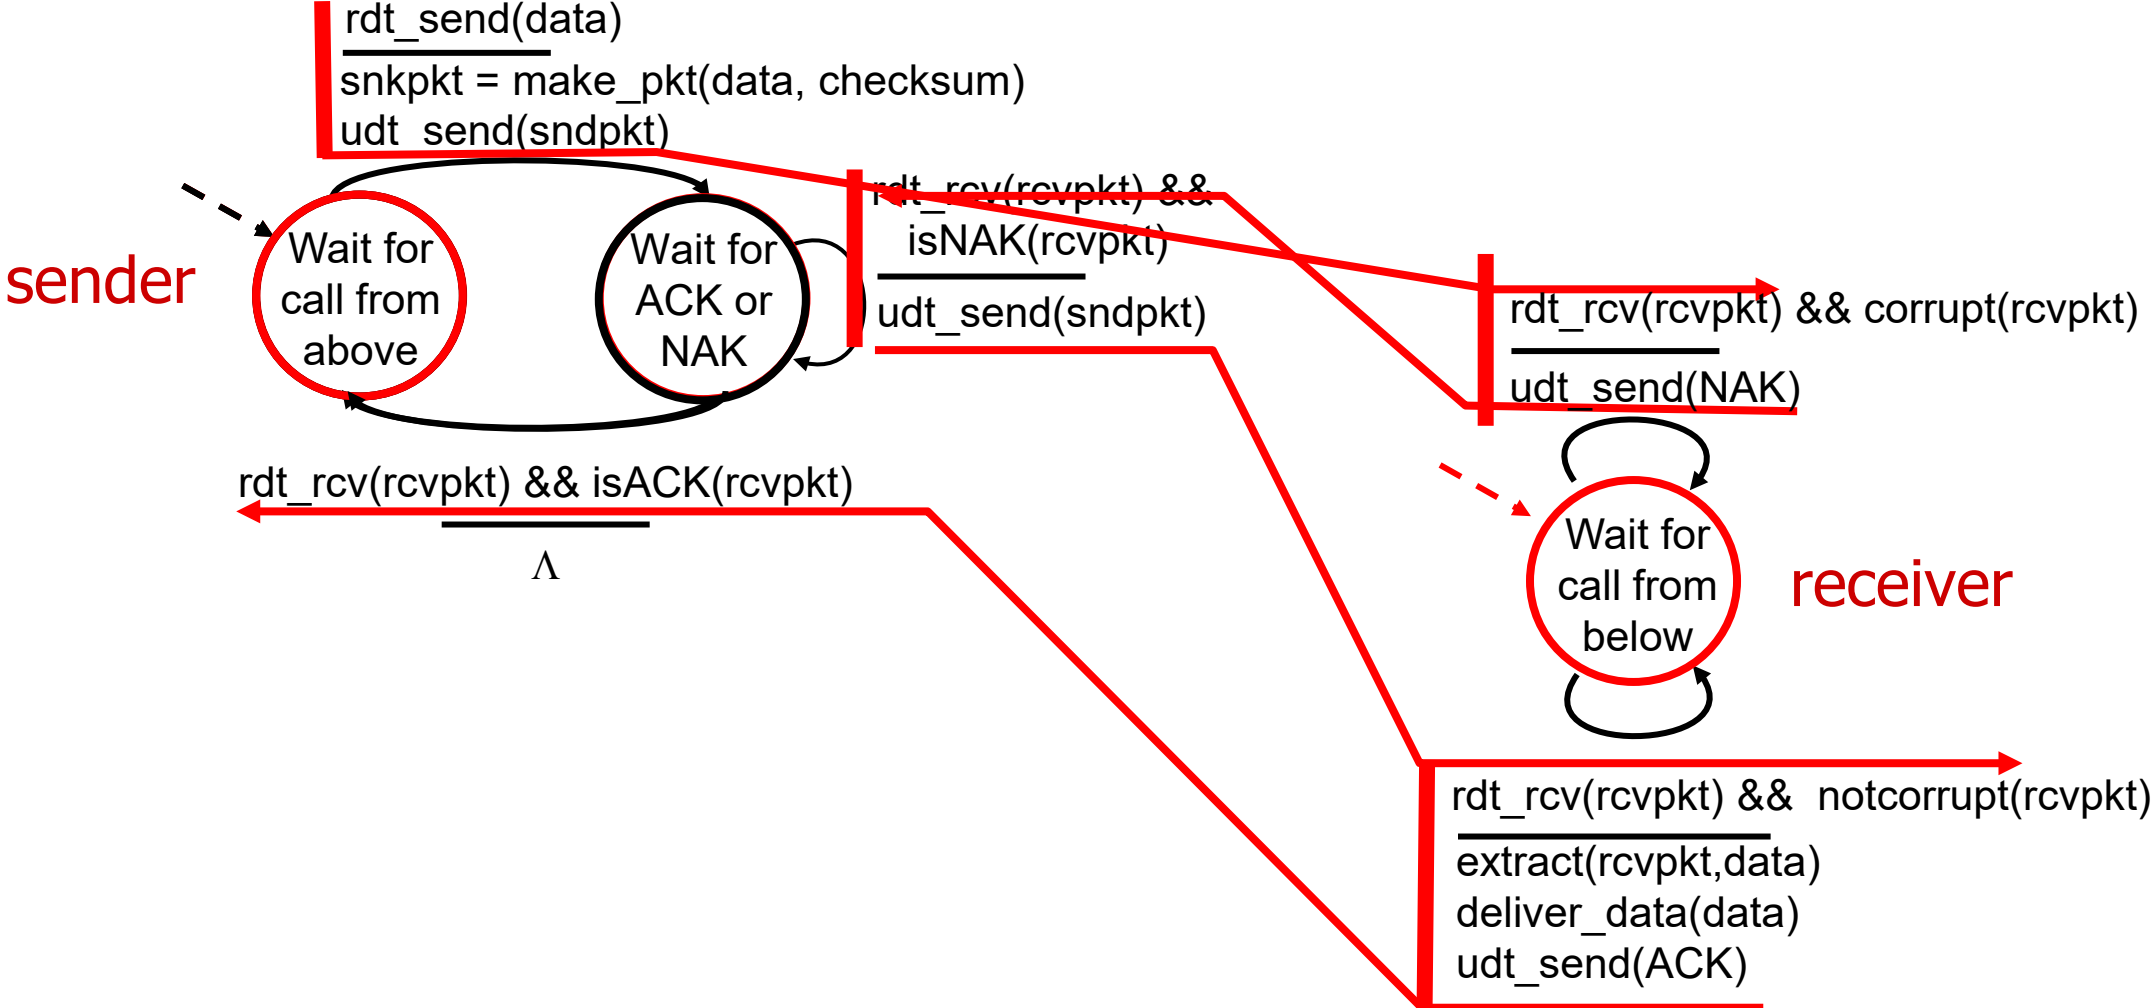 rdt_send(data)
snkpkt = make_pkt(data, checksum)
udt_send(sndpkt)
sender
Wait for
call from
above
Wait for
ACK or
NAK
rdt_rcv(rcvpkt) &&
isNAK(rcvpkt)
udt_send(sndpkt)
rdt_rcv(rcvpkt) && isACK(rcvpkt)
Λ
rdt_rcv(rcvpkt) && corrupt(rcvpkt)
udt_send(NAK)
Wait for
call from
below
receiver
rdt_rcv(rcvpkt) && notcorrupt(rcvpkt)
extract(rcvpkt,data)
deliver_data(data)
udt_send(ACK)